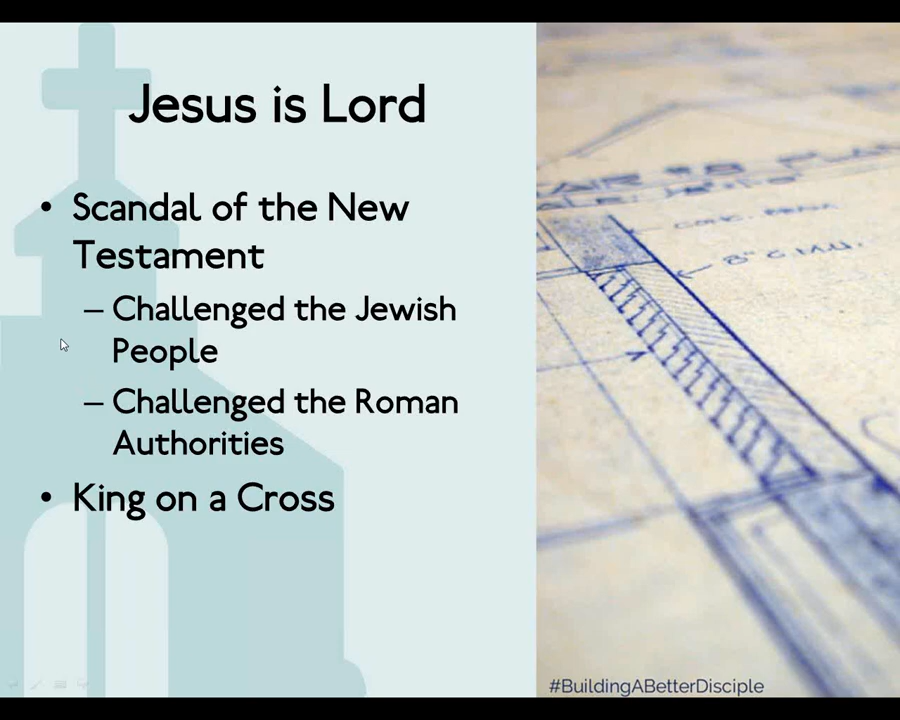 Jesus is Lord
• Scandal of the New
Testament
– Challenged the Jewish
People
– Challenged the Roman
Authorities
• King on a Cross
8" C.M.U.
#BuildingABetterDisciple